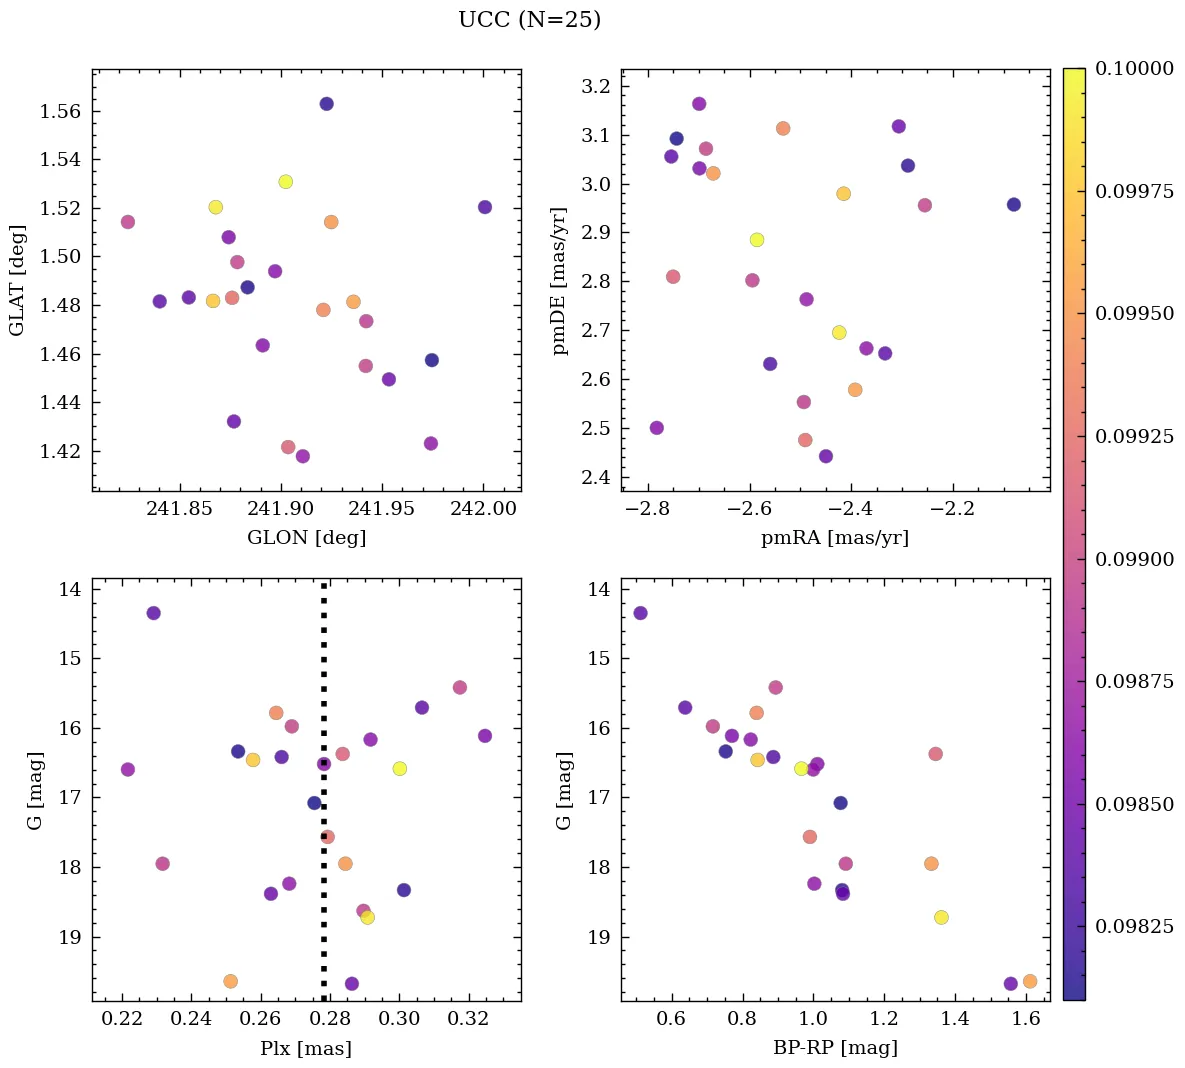 UCC (N=25)
1.56
1.54
1.52
1.50
1.48
1.46
1.44
1.42
GLAT [deg]
241.85 241.90 241.95 242.00
GLON [deg]
3.2
3.1
3.0
2.9
2.8
2.7
2.6
2.5
2.4
pmDE [mas/yr]
−2.8 −2.6 −2.4 −2.2
pmRA [mas/yr]
14
15
16
17
18
19
G [mag]
0.22 0.24 0.26 0.28 0.30 0.32
Plx [mas]
14
15
16
17
18
19
G [mag]
0.6 0.8 1.0 1.2 1.4 1.6
BP-RP [mag]
0.10000
0.09975
0.09950
0.09925
0.09900
0.09875
0.09850
0.09825